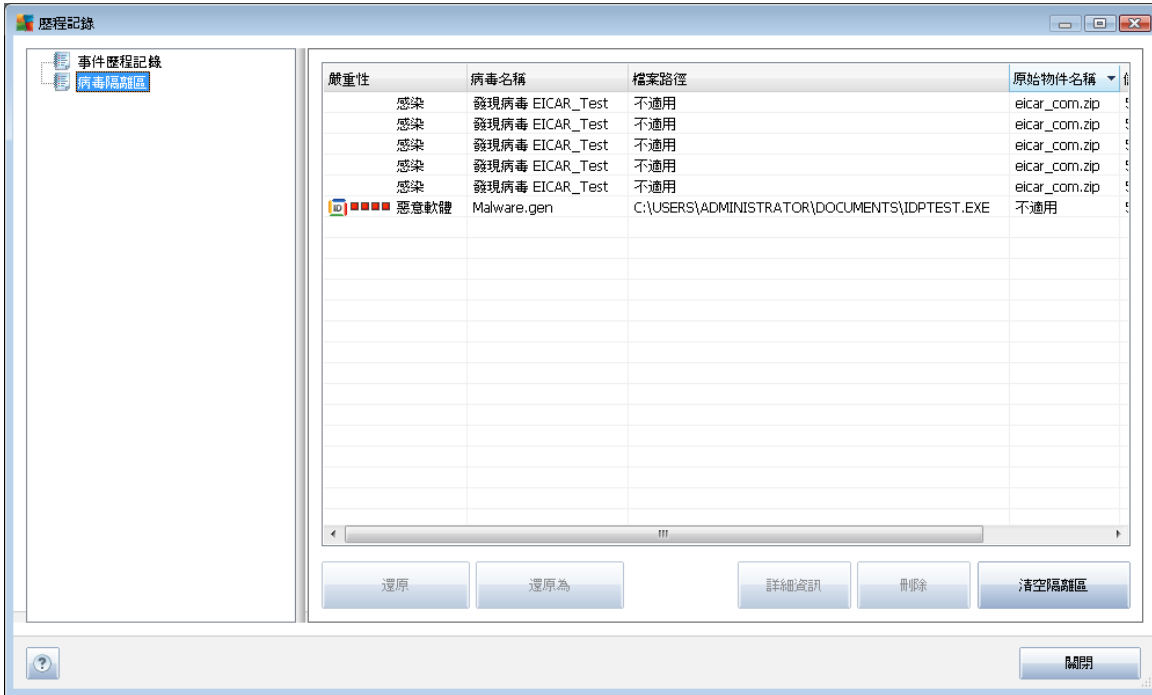 歷程記錄
事件歷程記錄
病毒隔離區
嚴重性 病毒名稱 檔案路徑 原始物件名稱
感染 發現病毒 EICAR_Test 不適用 eicar_com.zip
感染 發現病毒 EICAR_Test 不適用 eicar_com.zip
感染 發現病毒 EICAR_Test 不適用 eicar_com.zip
感染 發現病毒 EICAR_Test 不適用 eicar_com.zip
感染 發現病毒 EICAR_Test 不適用 eicar_com.zip
惡意軟體 Malware.gen C:\USERS\ADMINISTRATOR\DOCUMENTS\IDPTEST.EXE 不適用
還原 還原為 詳細資訊 刪除 清空隔離區
關閉